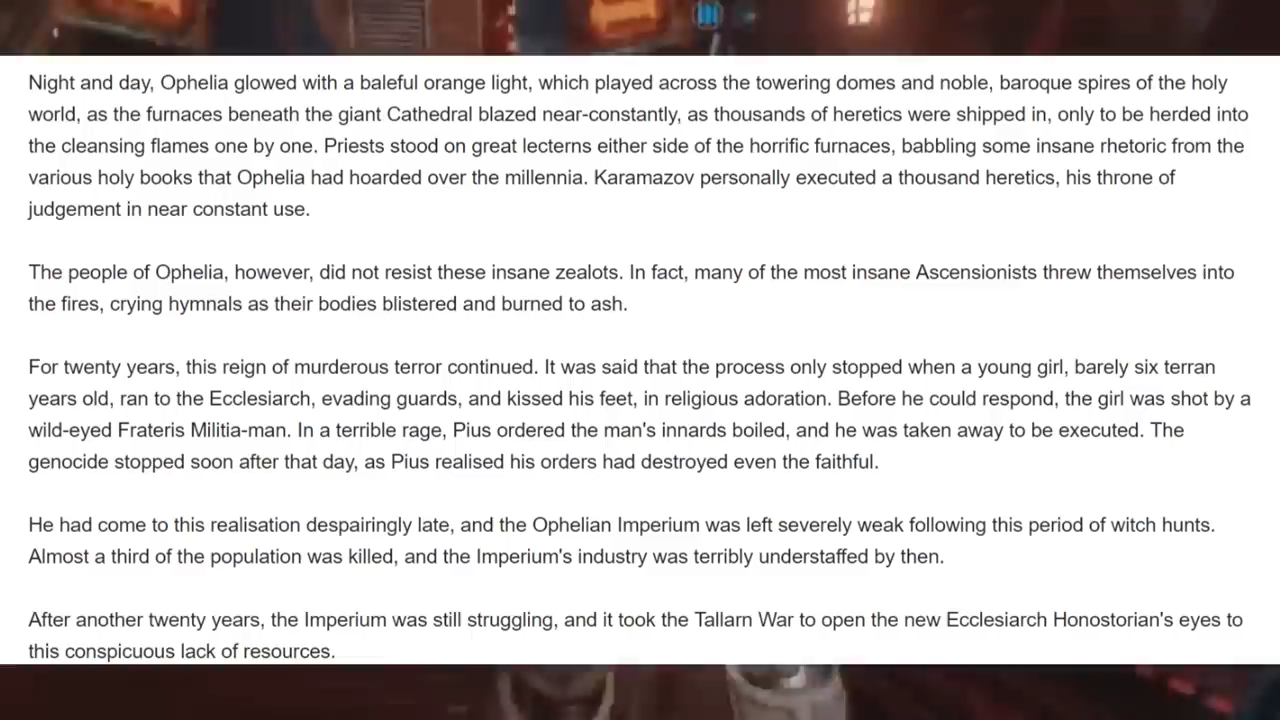 Night and day, Ophelia glowed with a baleful orange light, which played across the towering domes and noble, baroque spires of the holy
world, as the furnaces beneath the giant Cathedral blazed near-constantly, as thousands of heretics were shipped in, only to be herded into
the cleansing flames one by one. Priests stood on great lecterns either side of the horrific furnaces, babbling some insane rhetoric from the
various holy books that Ophelia had hoarded over the millennia. Karamazov personally executed a thousand heretics, his throne of
judgement in near constant use.
The people of Ophelia, however, did not resist these insane zealots. In fact, many of the most insane Ascensionists threw themselves into
the fires, crying hymnals as their bodies blistered and burned to ash.
For twenty years, this reign of murderous terror continued. It was said that the process only stopped when a young girl, barely six terran
years old, ran to the Ecclesiarch, evading guards, and kissed his feet, in religious adoration. Before he could respond, the girl was shot by a
wild-eyed Frateris Militia-man. In a terrible rage, Pius ordered the man's innards boiled, and he was taken away to be executed. The
genocide stopped soon after that day, as Pius realised his orders had destroyed even the faithful.
He had come to this realisation despairingly late, and the Ophelian Imperium was left severely weak following this period of witch hunts.
Almost a third of the population was killed, and the Imperium's industry was terribly understaffed by then.
After another twenty years, the Imperium was still struggling, and it took the Tallarn War to open the new Ecclesiarch Honostorian's eyes to
this conspicuous lack of resources.